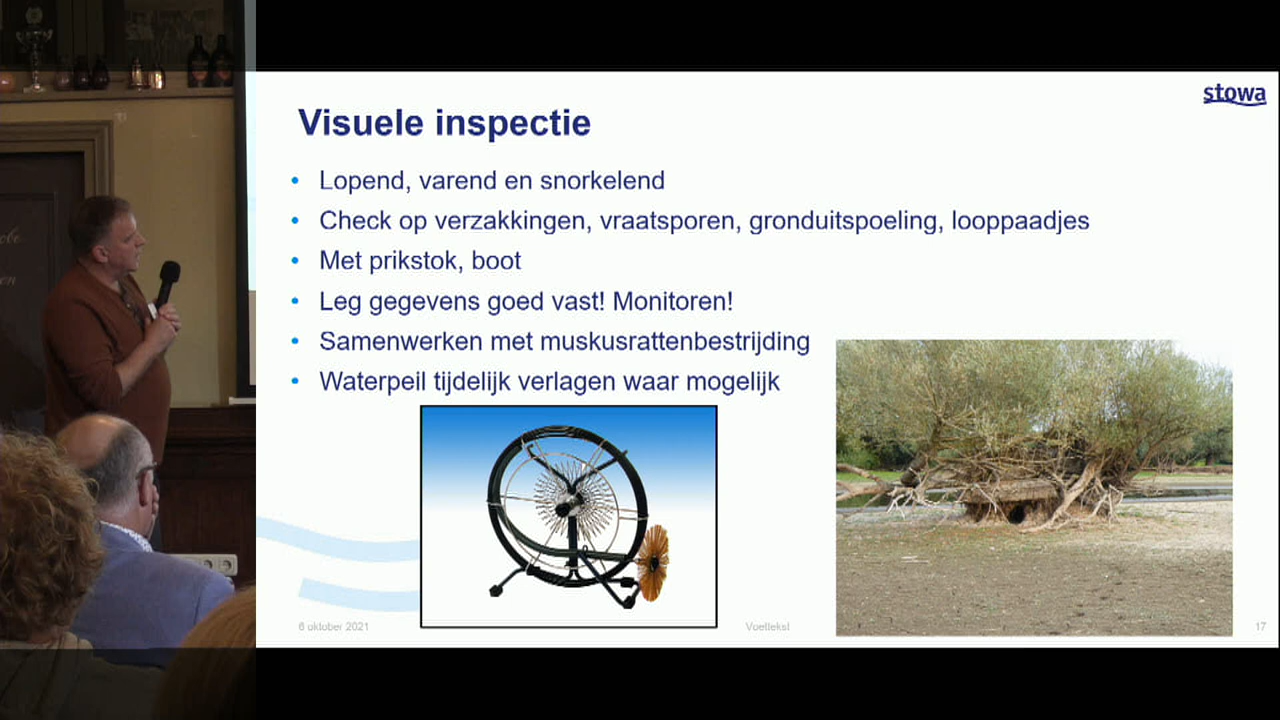 stowa
Visuele inspectie
• Lopend, varend en snorkelend
• Check op verzakkingen, vraatsporen, gronduitspoeling, looppaadjes
• Met prikstok, boot
• Leg gegevens goed vast! Monitoren!
• Samenwerken met muskusrattenbestrijding
• Waterpeil tijdelijk verlagen waar mogelijk
6 oktober 2021
Voettekst
17